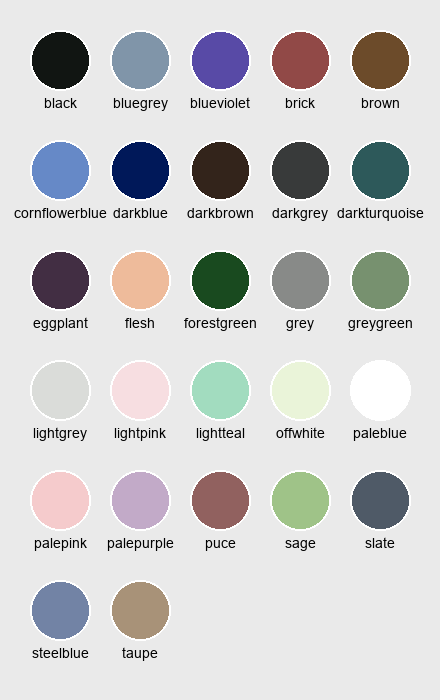 black bluegrey blueviolet brick brown
cornflowerblue darkblue darkbrown darkgrey darkturquoise
eggplant flesh forestgreen grey greygreen
lightgrey lightpink lightteal offwhite paleblue
palepink palepurple puce sage slate
steelblue taupe